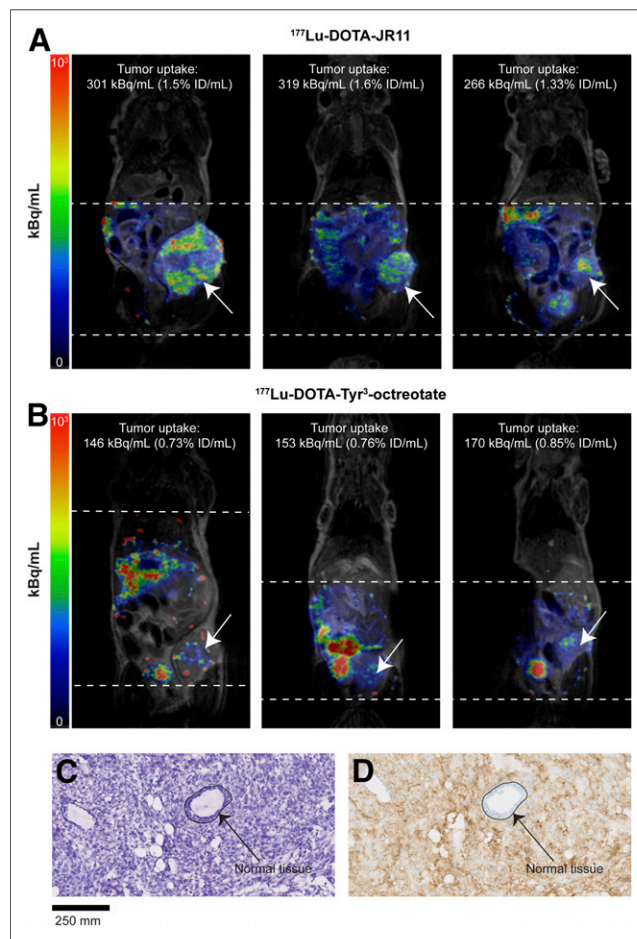 A
¹⁷⁷Lu-DOTA-JR11
10³
kBq/mL
0
Tumor uptake:
301 kBq/mL (1.5% ID/mL)
Tumor uptake:
319 kBq/mL (1.6% ID/mL)
Tumor uptake:
266 kBq/mL (1.33% ID/mL)
B
¹⁷⁷Lu-DOTA-Tyr³-octreotate
10³
kBq/mL
0
Tumor uptake:
146 kBq/mL (0.73% ID/mL)
Tumor uptake
153 kBq/mL (0.76% ID/mL)
Tumor uptake:
170 kBq/mL (0.85% ID/mL)
C
Normal tissue
D
Normal tissue
250 mm